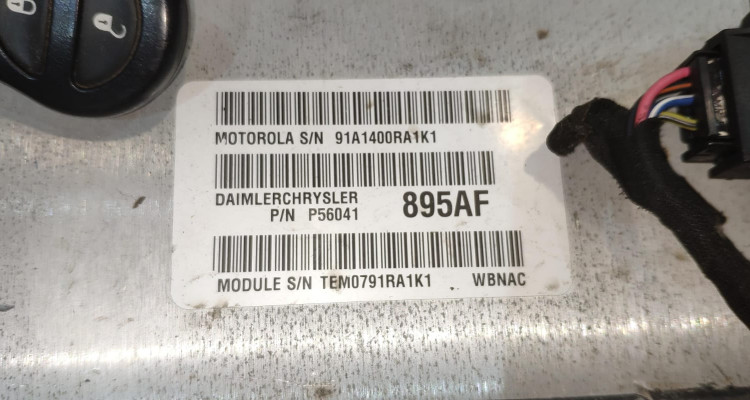 MOTOROLA S/N 91A1400RA1K1
DAIMLERCHRYSLER
P/N P56041 895AF
MODULE S/N TEM0791RA1K1 WBNAC